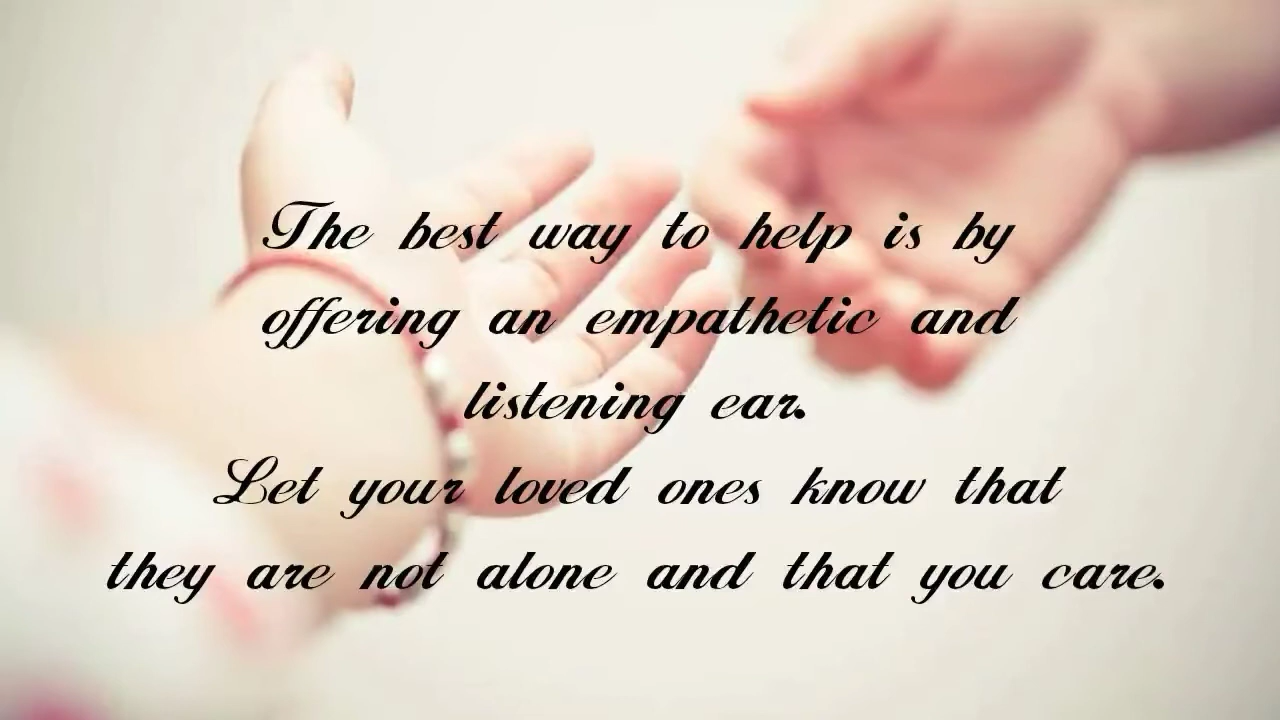 The best way to help is by
offering an empathetic and
listening ear.
Let your loved ones know that
they are not alone and that you care.